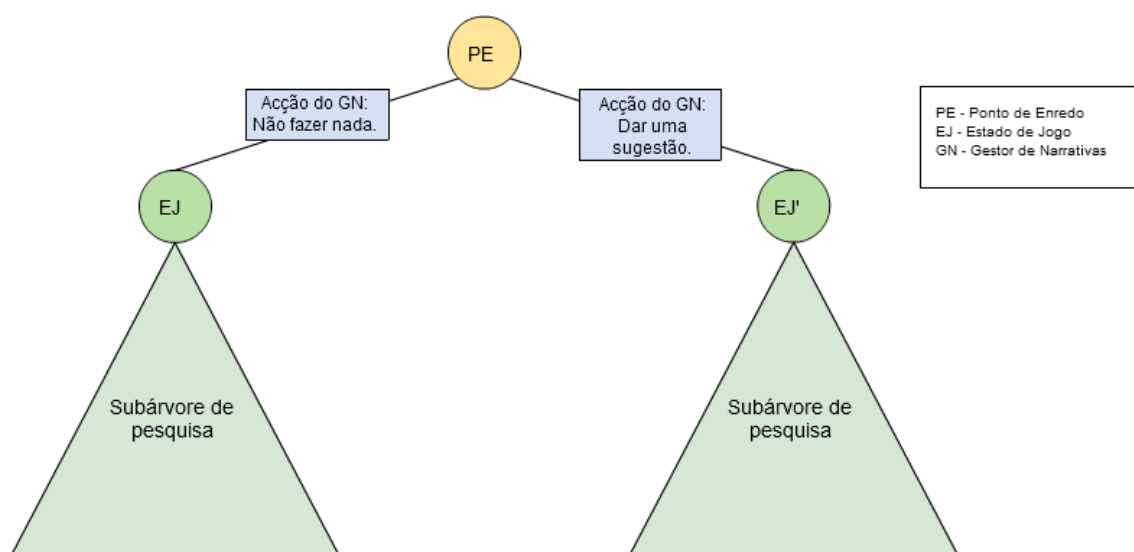 PE
Acção do GN:
Não fazer nada.
Acção do GN:
Dar uma
sugestão.
PE - Ponto de Enredo
EJ - Estado de Jogo
GN - Gestor de Narrativas
EJ
EJ'
Subárvore de
pesquisa
Subárvore de
pesquisa